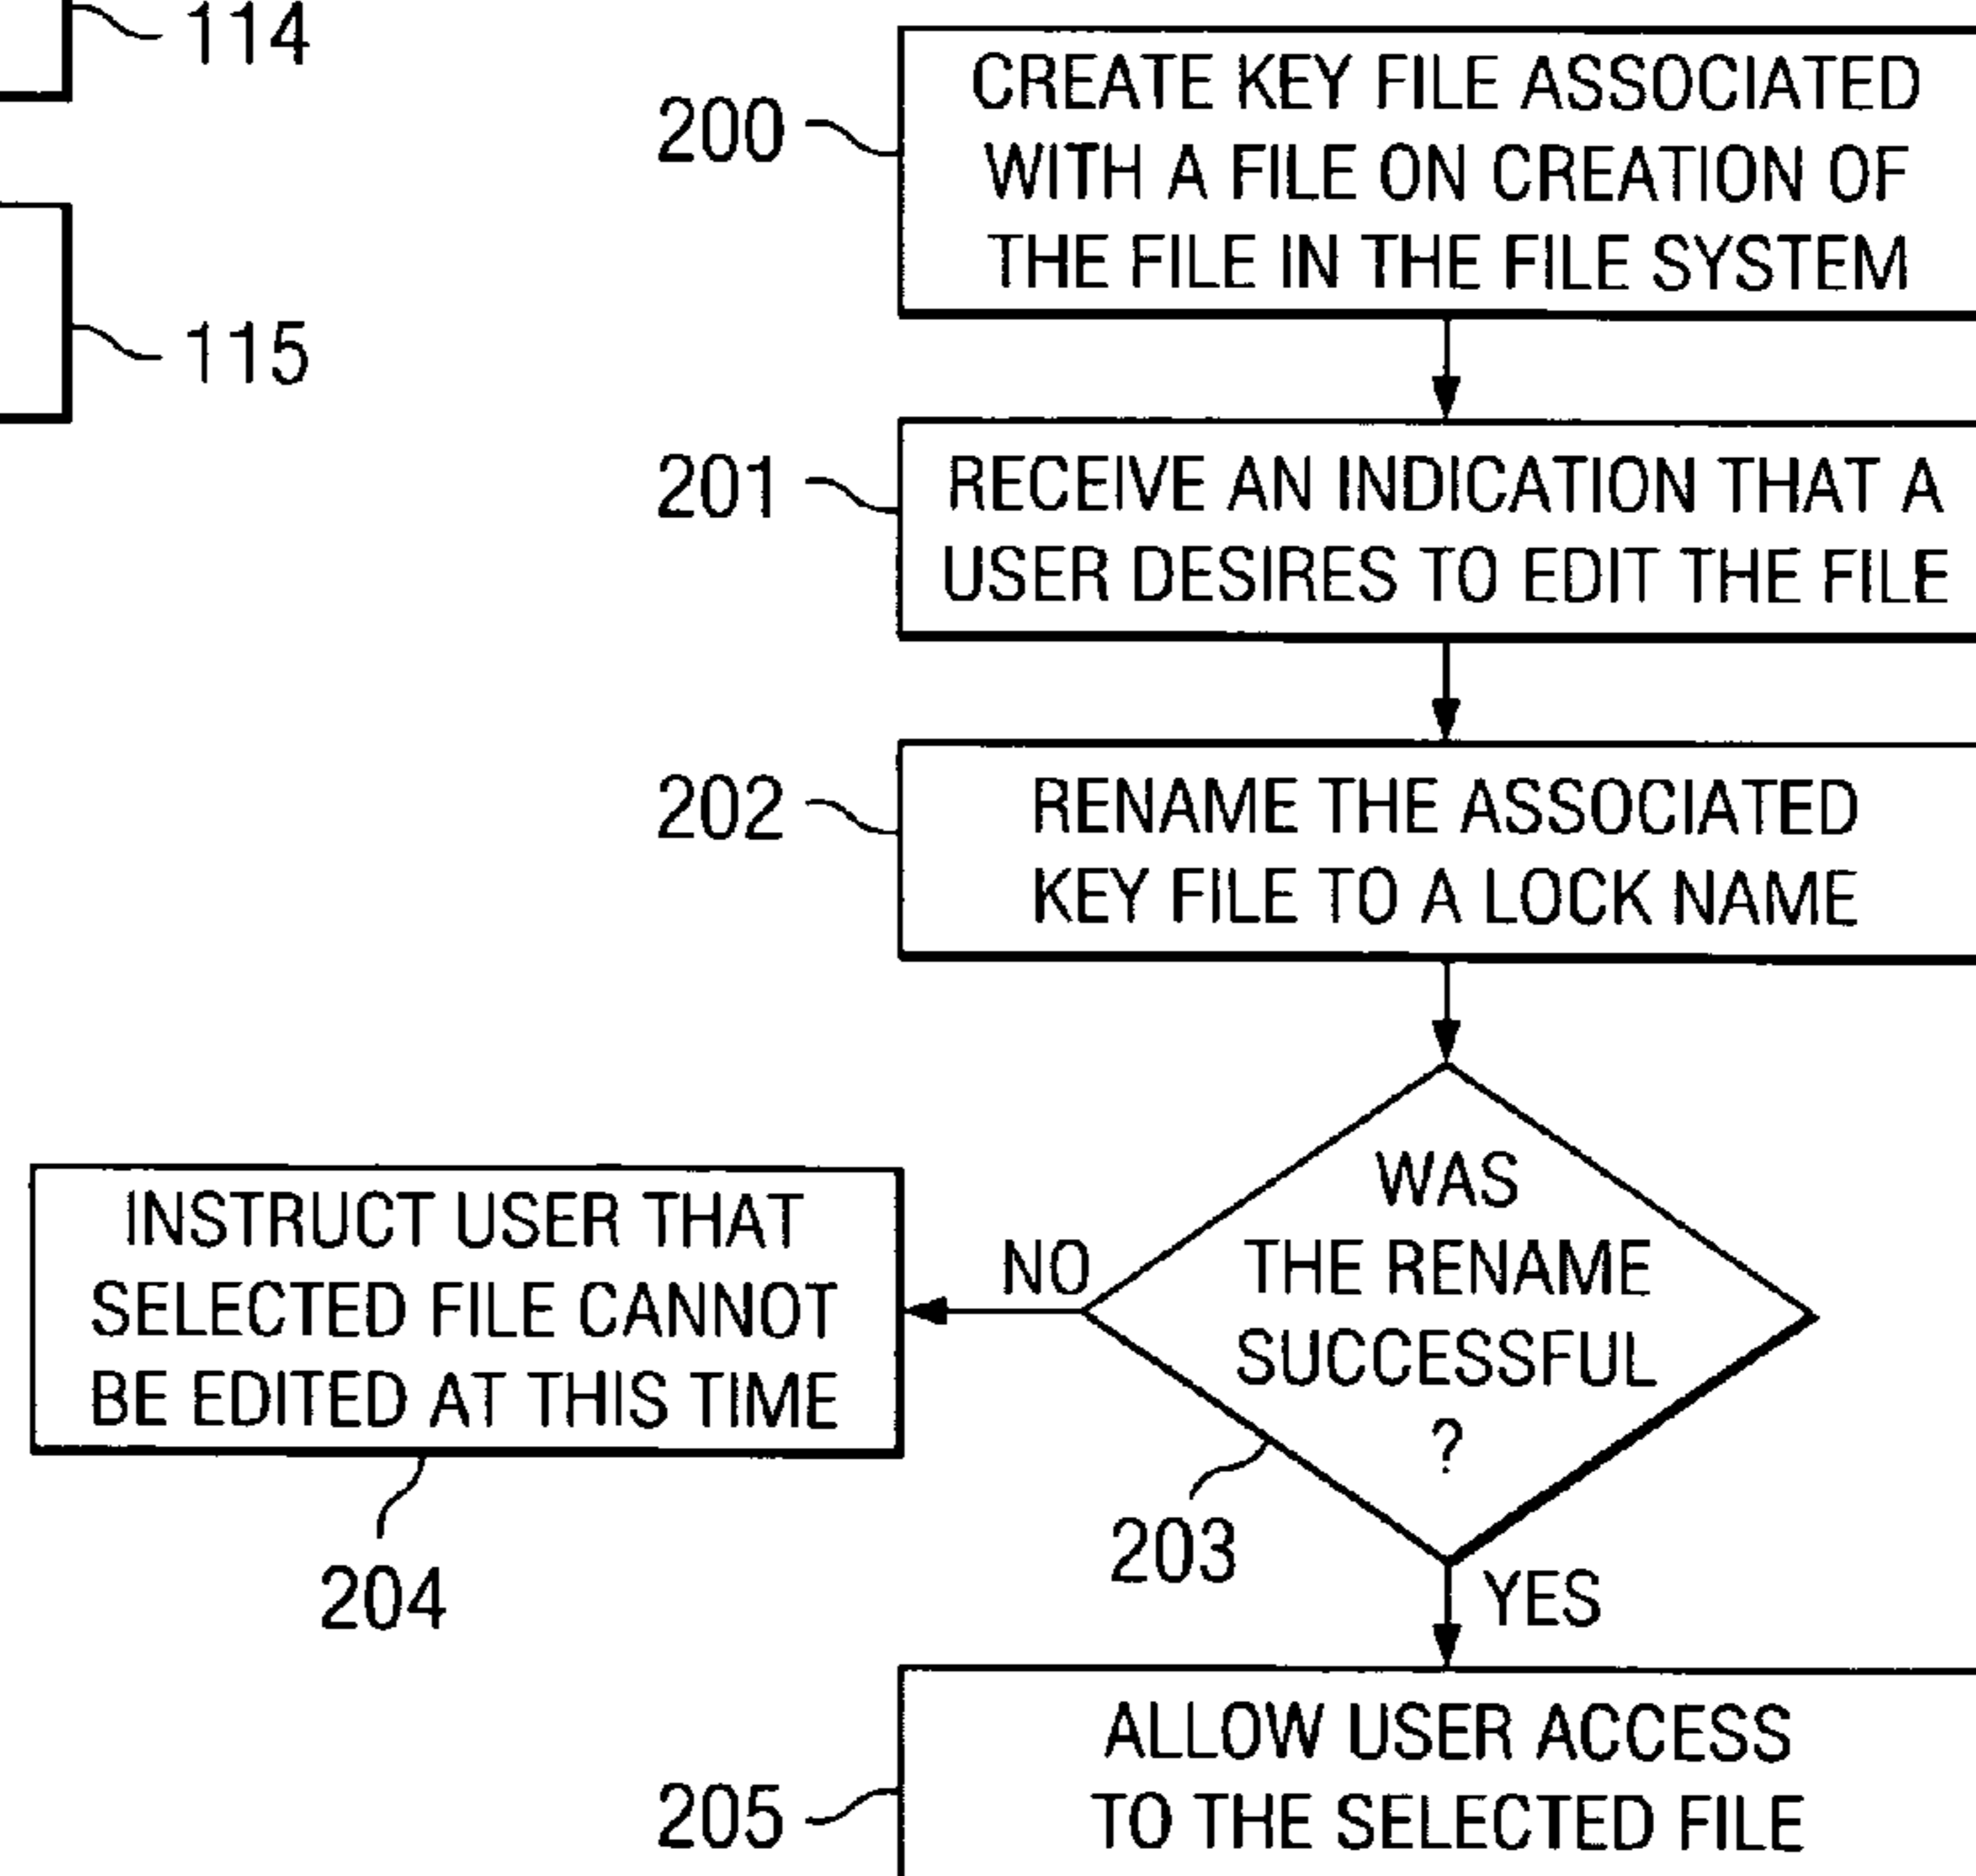 114
115
200
CREATE KEY FILE ASSOCIATED
WITH A FILE ON CREATION OF
THE FILE IN THE FILE SYSTEM
201
RECEIVE AN INDICATION THAT A
USER DESIRES TO EDIT THE FILE
202
RENAME THE ASSOCIATED
KEY FILE TO A LOCK NAME
WAS
THE RENAME
SUCCESSFUL
?
203
NO
INSTRUCT USER THAT
SELECTED FILE CANNOT
BE EDITED AT THIS TIME
204
YES
205
ALLOW USER ACCESS
TO THE SELECTED FILE